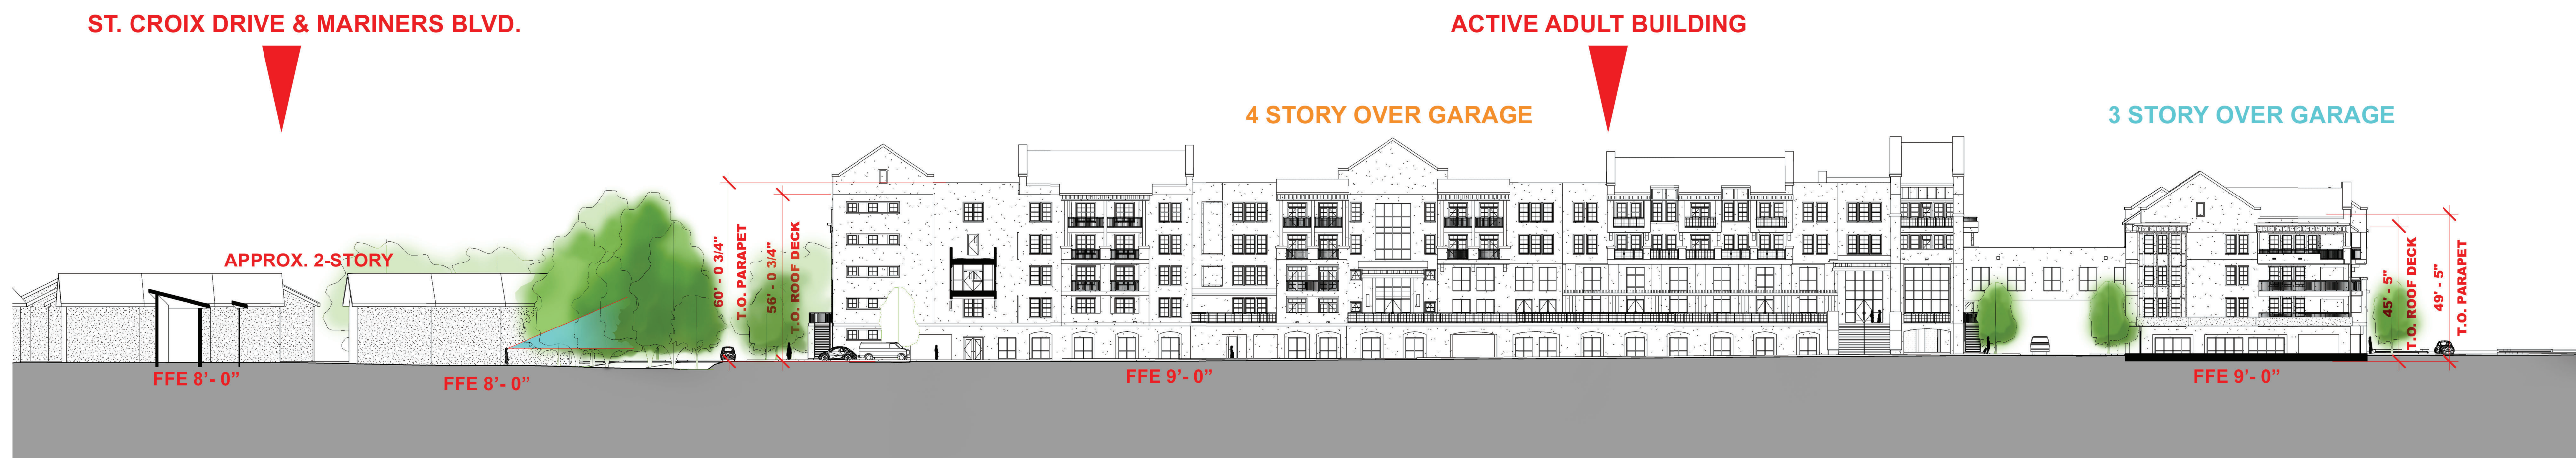 ST. CROIX DRIVE & MARINERS BLVD.
ACTIVE ADULT BUILDING
4 STORY OVER GARAGE
3 STORY OVER GARAGE
APPROX. 2-STORY
60' - 0 3/4"
T.O. PARAPET
56' - 0 3/4"
T.O. ROOF DECK
45' - 5"
T.O. ROOF DECK
49' - 5"
T.O. PARAPET
FFE 8’- 0”
FFE 8’- 0”
FFE 9’- 0”
FFE 9’- 0”